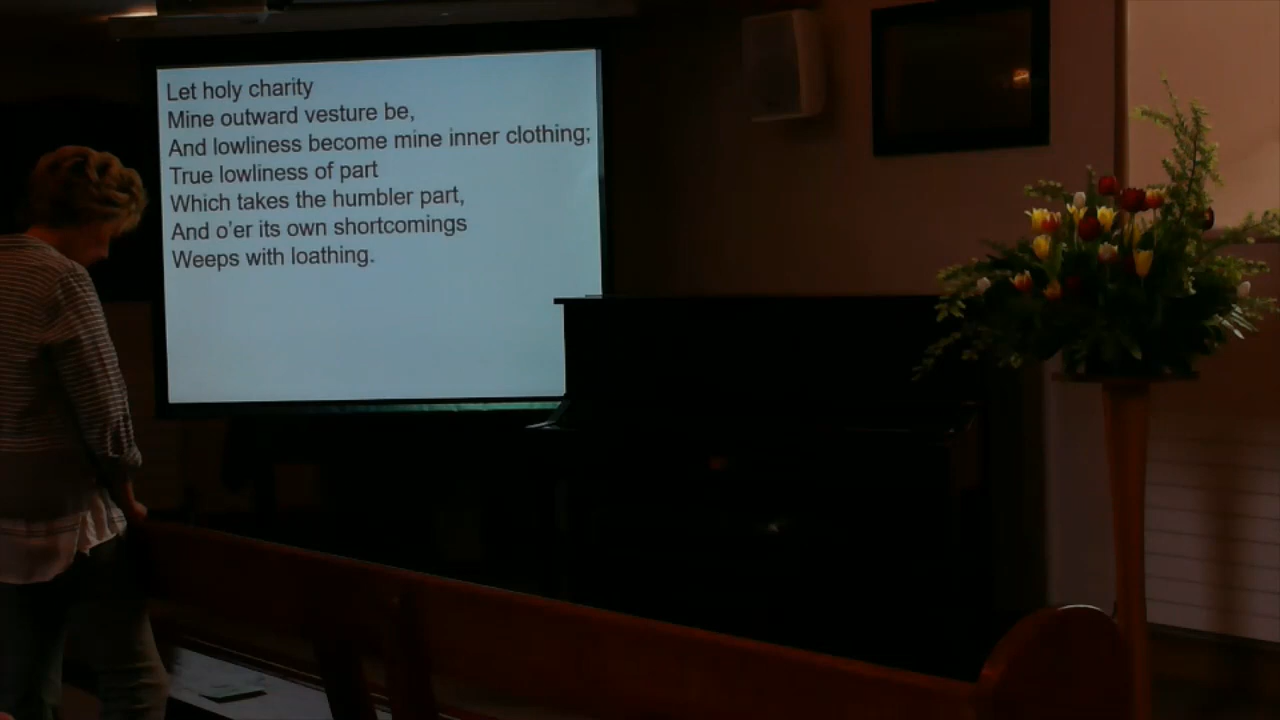 Let holy charity
Mine outward vesture be,
And lowliness become mine inner clothing;
True lowliness of part
Which takes the humbler part,
And o'er its own shortcomings
Weeps with loathing.